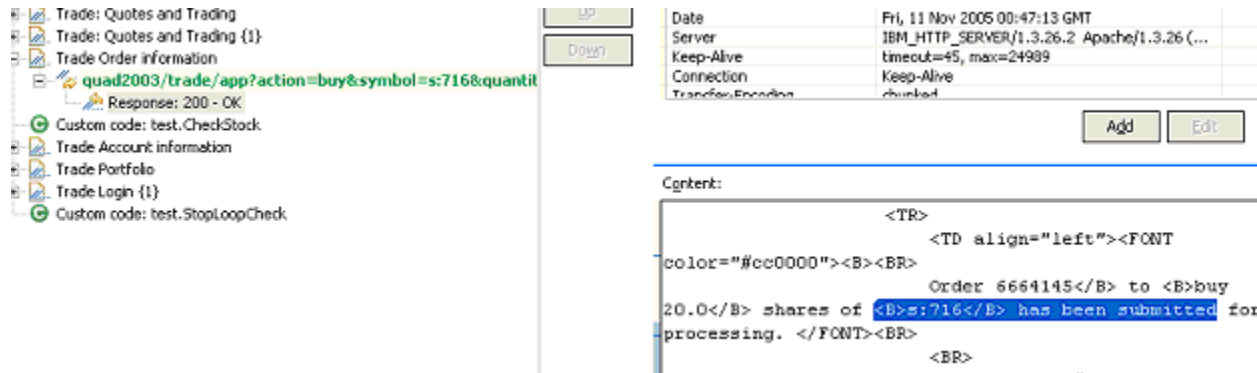 Trade: Quotes and Trading
Trade: Quotes and Trading {1}
Trade Order information
quad2003/trade/app?action=buy&symbol=s:716&quantit
Response: 200 - OK
Custom code: test.CheckStock
Trade Account information
Trade Portfolio
Trade Login {1}
Custom code: test.StopLoopCheck
Up
Down
Date Fri, 11 Nov 2005 00:47:13 GMT
Server IBM_HTTP_SERVER/1.3.26.2 Apache/1.3.26 (...
Keep-Alive timeout=45, max=24989
Connection Keep-Alive
Transfer-Encoding chunked
Add Edit
Content:
<TR>
<TD align="left"><FONT
color="#cc0000"><B><BR>
Order 6664145</B> to <B>buy
20.0</B> shares of <B>s:716</B> has been submitted for
processing. </FONT><BR>
<BR>